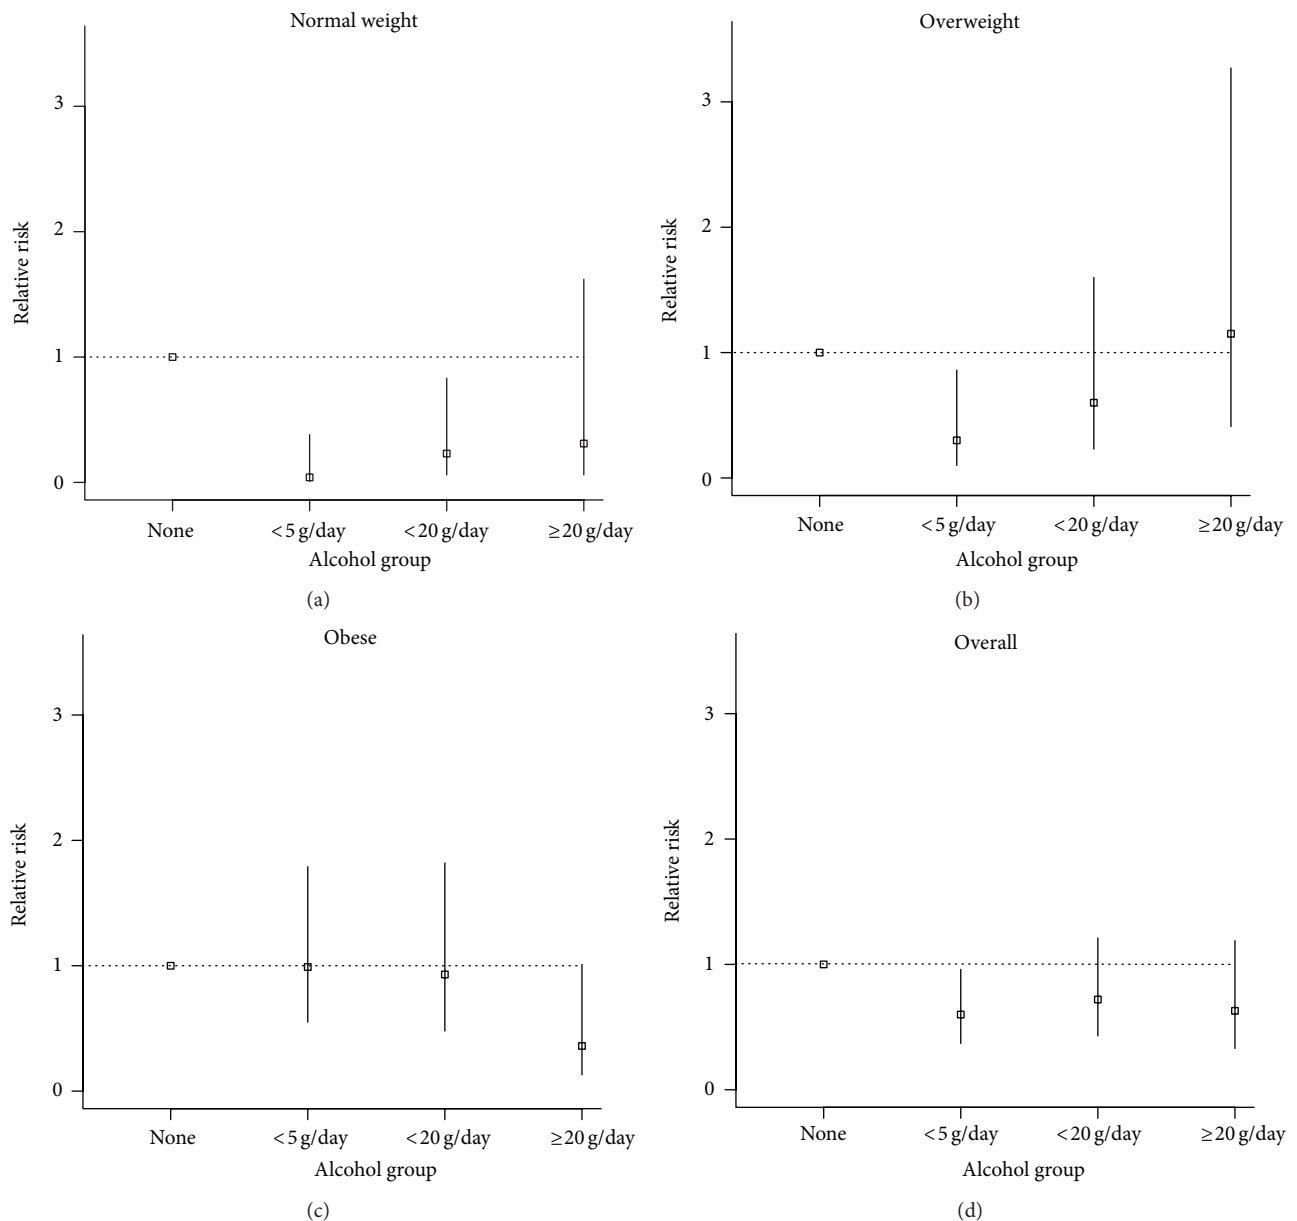 Normal weight
3
2
1
0
Relative risk
None
<5 g/day
<20 g/day
≥20 g/day
Alcohol group
(a)
Overweight
3
2
1
0
Relative risk
None
<5 g/day
<20 g/day
≥20 g/day
Alcohol group
(b)
Obese
3
2
1
0
Relative risk
None
<5 g/day
<20 g/day
≥20 g/day
Alcohol group
(c)
Overall
3
2
1
0
Relative risk
None
<5 g/day
<20 g/day
≥20 g/day
Alcohol group
(d)